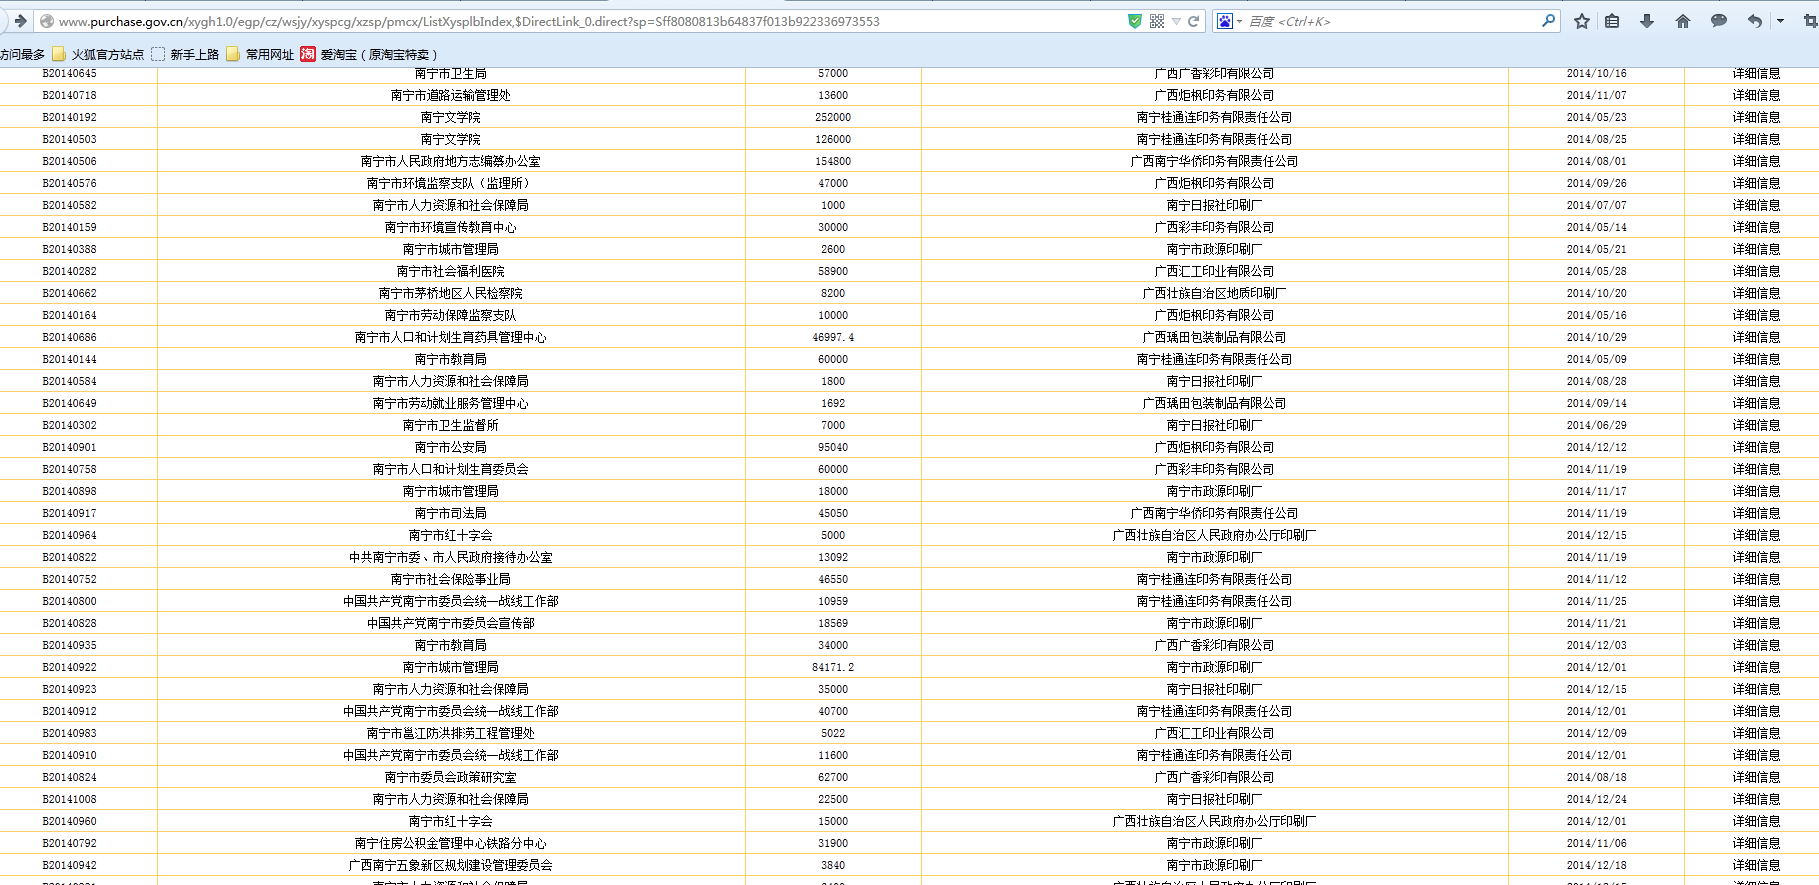 www.purchase.gov.cn/xygh1.0/egp/cz/wsjy/xyspcg/xzsp/pmcx/ListXysplbIndex,$DirectLink_0.direct?sp=Sff8080813b64837f013b922336973553 百度 <Ctrl+K>
访问最多 火狐官方站点 新手上路 常用网址 淘 爱淘宝（原淘宝特卖）
B20140645 南宁市卫生局 57000 广西广香彩印有限公司 2014/10/16 详细信息
B20140718 南宁市道路运输管理处 13600 广西炬枫印务有限公司 2014/11/07 详细信息
B20140192 南宁文学院 252000 南宁桂通连印务有限责任公司 2014/05/23 详细信息
B20140503 南宁文学院 126000 南宁桂通连印务有限责任公司 2014/08/25 详细信息
B20140506 南宁市人民政府地方志编纂办公室 154800 广西南宁华侨印务有限责任公司 2014/08/01 详细信息
B20140576 南宁市环境监察支队（监理所） 47000 广西炬枫印务有限公司 2014/09/26 详细信息
B20140582 南宁市人力资源和社会保障局 1000 南宁日报社印刷厂 2014/07/07 详细信息
B20140159 南宁市环境宣传教育中心 30000 广西彩丰印务有限公司 2014/05/14 详细信息
B20140388 南宁市城市管理局 2600 南宁市政源印刷厂 2014/05/21 详细信息
B20140282 南宁市社会福利医院 58900 广西汇工印业有限公司 2014/05/28 详细信息
B20140662 南宁市茅桥地区人民检察院 8200 广西壮族自治区地质印刷厂 2014/10/20 详细信息
B20140164 南宁市劳动保障监察支队 10000 广西炬枫印务有限公司 2014/05/16 详细信息
B20140686 南宁市人口和计划生育药具管理中心 46997.4 广西瑀田包装制品有限公司 2014/10/29 详细信息
B20140144 南宁市教育局 60000 南宁桂通连印务有限责任公司 2014/05/09 详细信息
B20140584 南宁市人力资源和社会保障局 1800 南宁日报社印刷厂 2014/08/28 详细信息
B20140649 南宁市劳动就业服务管理中心 1692 广西瑀田包装制品有限公司 2014/09/14 详细信息
B20140302 南宁市卫生监督所 7000 南宁日报社印刷厂 2014/06/29 详细信息
B20140901 南宁市公安局 95040 广西炬枫印务有限公司 2014/12/12 详细信息
B20140758 南宁市人口和计划生育委员会 60000 广西彩丰印务有限公司 2014/11/19 详细信息
B20140898 南宁市城市管理局 18000 南宁市政源印刷厂 2014/11/17 详细信息
B20140917 南宁市司法局 45050 广西南宁华侨印务有限责任公司 2014/11/19 详细信息
B20140964 南宁市红十字会 5000 广西壮族自治区人民政府办公厅印刷厂 2014/12/15 详细信息
B20140822 中共南宁市委、市人民政府接待办公室 13092 南宁市政源印刷厂 2014/11/19 详细信息
B20140752 南宁市社会保险事业局 46550 南宁桂通连印务有限责任公司 2014/11/12 详细信息
B20140800 中国共产党南宁市委员会统一战线工作部 10959 南宁桂通连印务有限责任公司 2014/11/25 详细信息
B20140828 中国共产党南宁市委员会宣传部 18569 南宁市政源印刷厂 2014/11/21 详细信息
B20140935 南宁市教育局 34000 广西广香彩印有限公司 2014/12/03 详细信息
B20140922 南宁市城市管理局 84171.2 南宁市政源印刷厂 2014/12/01 详细信息
B20140923 南宁市人力资源和社会保障局 35000 南宁日报社印刷厂 2014/12/15 详细信息
B20140912 中国共产党南宁市委员会统一战线工作部 40700 南宁桂通连印务有限责任公司 2014/12/01 详细信息
B20140983 南宁市邕江防洪排涝工程管理处 5022 广西汇工印业有限公司 2014/12/09 详细信息
B20140910 中国共产党南宁市委员会统一战线工作部 11600 南宁桂通连印务有限责任公司 2014/12/01 详细信息
B20140824 南宁市委员会政策研究室 62700 广西广香彩印有限公司 2014/08/18 详细信息
B20141008 南宁市人力资源和社会保障局 22500 南宁日报社印刷厂 2014/12/24 详细信息
B20140960 南宁市红十字会 15000 广西壮族自治区人民政府办公厅印刷厂 2014/12/01 详细信息
B20140792 南宁住房公积金管理中心铁路分中心 31900 南宁市政源印刷厂 2014/11/06 详细信息
B20140942 广西南宁五象新区规划建设管理委员会 3840 南宁市政源印刷厂 2014/12/18 详细信息